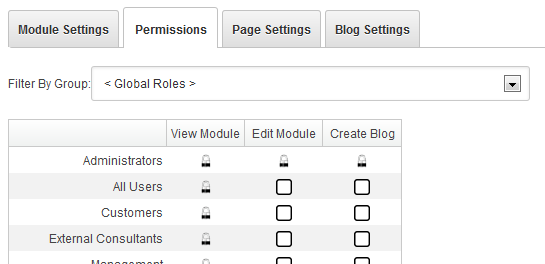 Module Settings Permissions Page Settings Blog Settings
Filter By Group: < Global Roles >
View Module Edit Module Create Blog
Administrators
All Users
Customers
External Consultants
Management